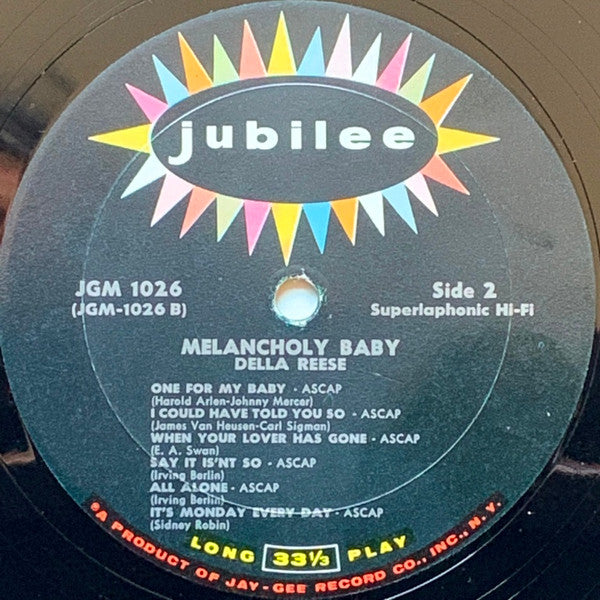 jubilee
JGM 1026
(JGM-1026 B)
Side 2
Superlaphonic Hi-Fi
MELANCHOLY BABY
DELLA REESE
ONE FOR MY BABY - ASCAP
(Harold Arlen-Johnny Mercer)
I COULD HAVE TOLD YOU SO - ASCAP
(James Van Heusen-Carl Sigman)
WHEN YOUR LOVER HAS GONE - ASCAP
(E. A. Swan)
SAY IT IS'NT SO - ASCAP
(Irving Berlin)
ALL ALONE - ASCAP
(Irving Berlin)
IT'S MONDAY EVERY DAY - ASCAP
(Sidney Robin)
LONG 33⅓ PLAY
A PRODUCT OF JAY-GEE RECORD CO., INC., N. Y.